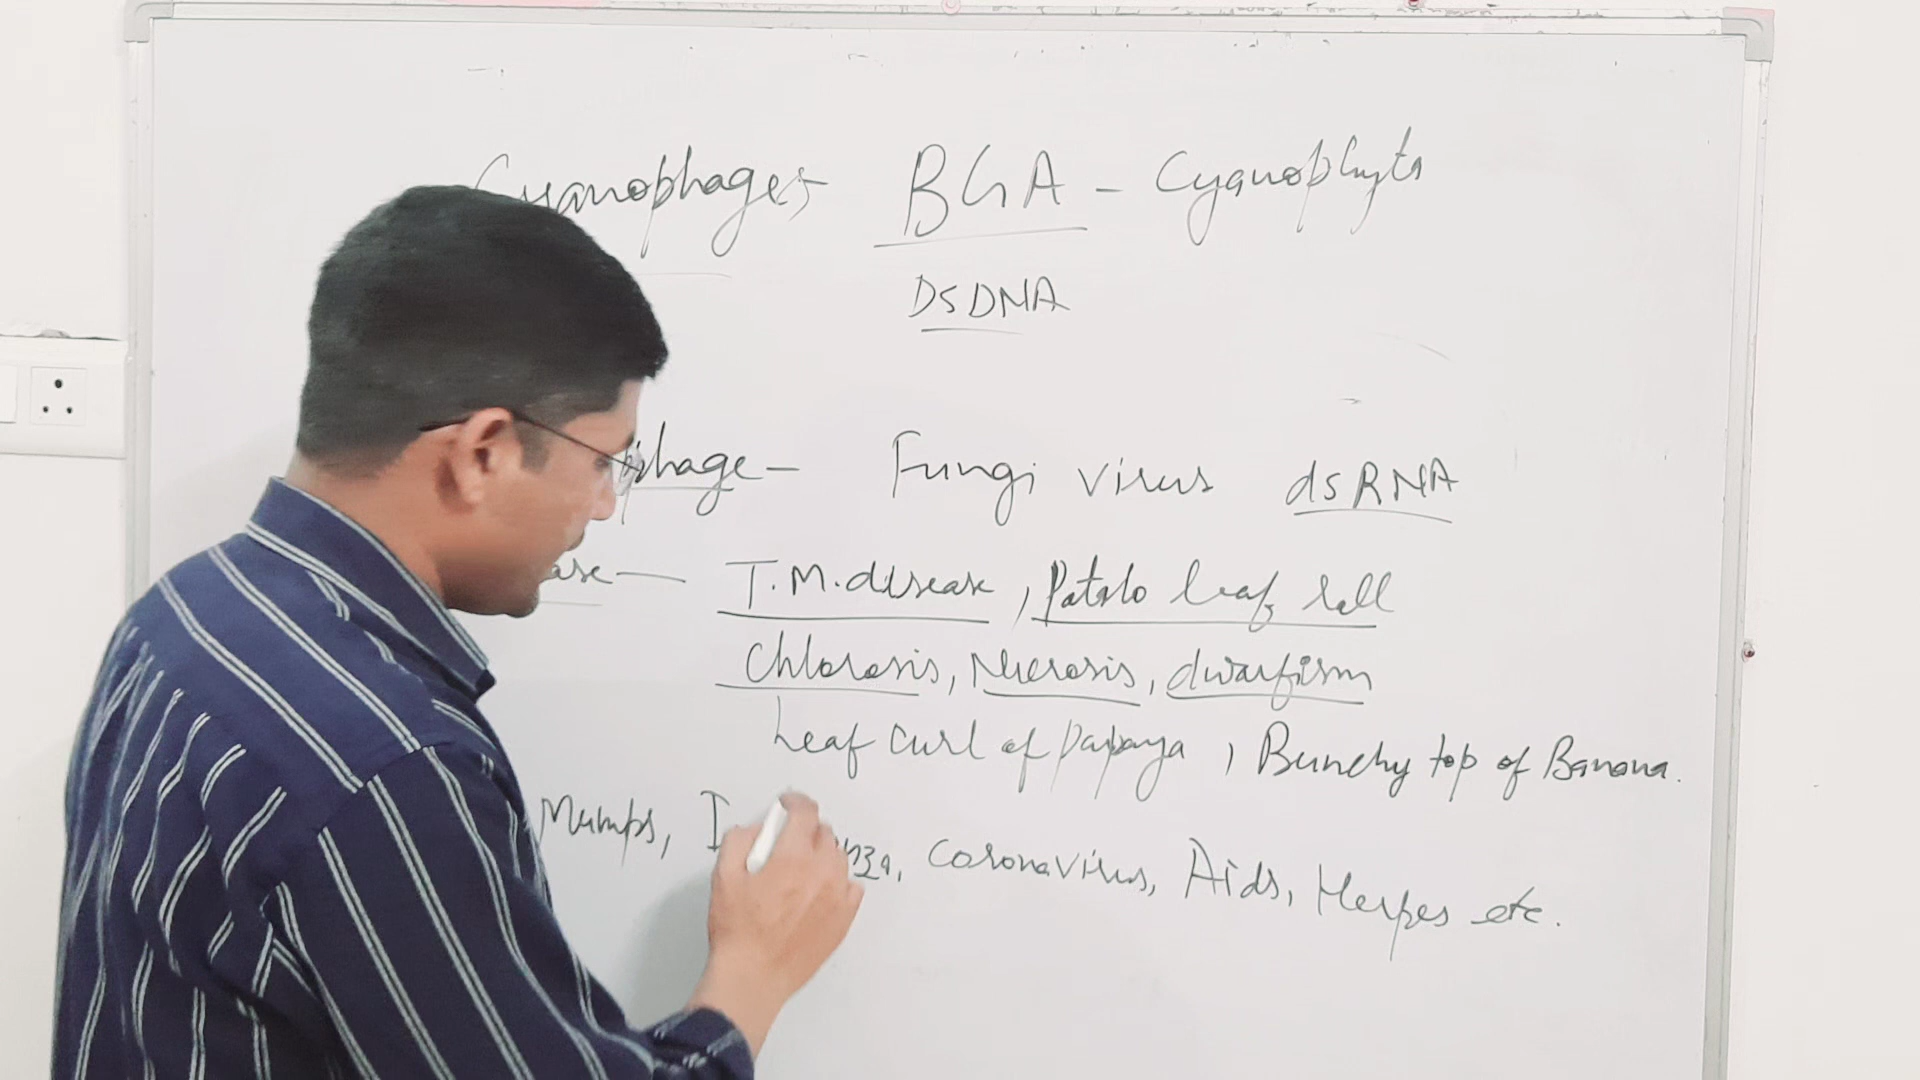 Cyanophages - BGA - Cyanophyta
DSDNA
phage - Fungi virus dsRNA
ase - T.M.disease, Potato leaf roll
Chlorosis, Necrosis, dwarfism
Leaf curl of papaya, Bunchy top of Banana.
Mumps, Coronavirus, Aids, Herpes etc.